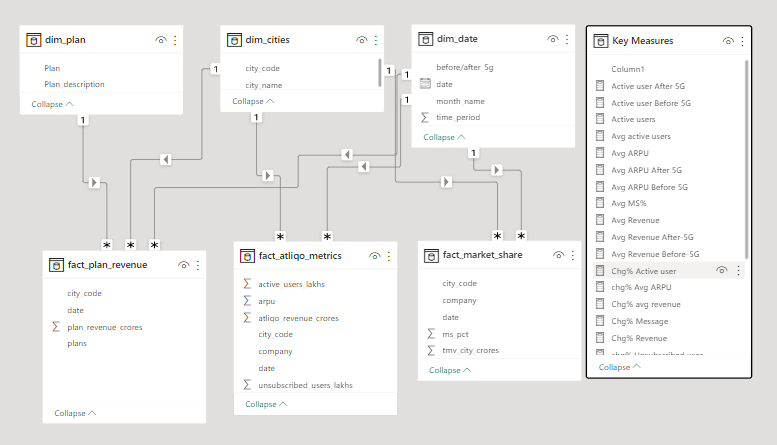 dim_plan
Plan
Plan_description
Collapse
1
dim_cities
city_code
city_name
Collapse
1
1
1
dim_date
before/after_5g
date
month_name
time_period
Collapse
1
1
1
Key Measures
Column1
Active user After 5G
Active user Before 5G
Active users
Avg active users
Avg ARPU
Avg ARPU After 5G
Avg ARPU Before 5G
Avg MS%
Avg Revenue
Avg Revenue After-5G
Avg Revenue Before-5G
Chg% Active user
chg% Avg ARPU
Chg% avg revenue
Chg% Message
Chg% Revenue
chg% Unsubscribed user
Collapse
* * *
fact_plan_revenue
city_code
date
plan_revenue_crores
plans
Collapse
* *
fact_atliqo_metrics
active_users_lakhs
arpu
atliqo_revenue_crores
city_code
company
date
unsubscribed_users_lakhs
Collapse
* *
fact_market_share
city_code
company
date
ms_pct
tmv_city_crores
Collapse